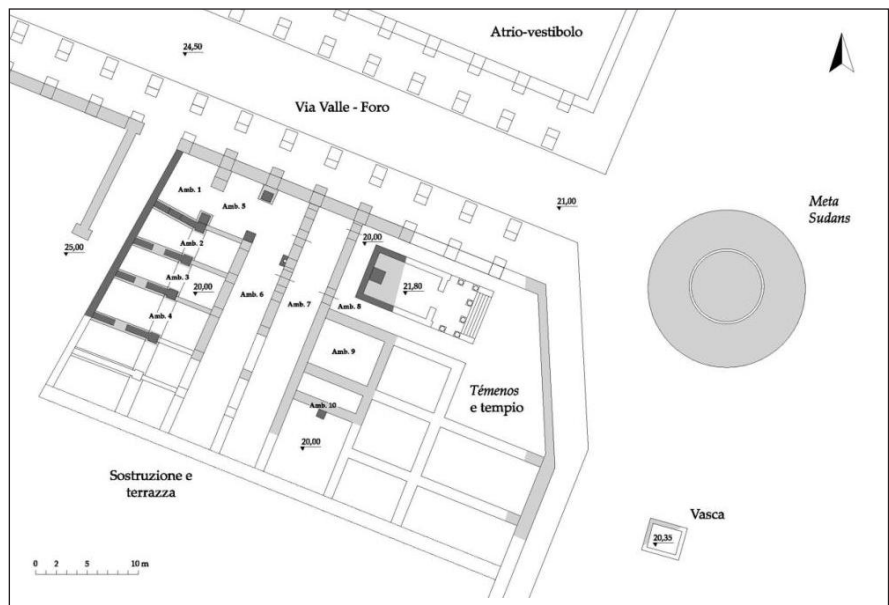 Atrio-vestibolo
24,50
Via Valle - Foro
Amb. 1
Amb. 5
21,00
Meta
Sudans
25,00
Amb. 2
20,00
Amb. 3
20,00
21,80
Amb. 6
Amb. 7
Amb. 8
Amb. 4
Amb. 9
Témenos
e tempio
Amb. 10
20,00
Sostruzione e
terrazza
Vasca
20,35
0 2 5 10 m